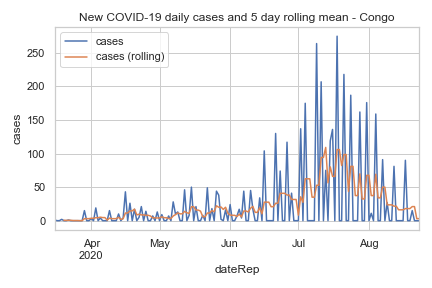 New COVID-19 daily cases and 5 day rolling mean - Congo
cases
cases (rolling)
250
200
150
100
50
0
cases
Apr
2020
May
Jun
Jul
Aug
dateRep